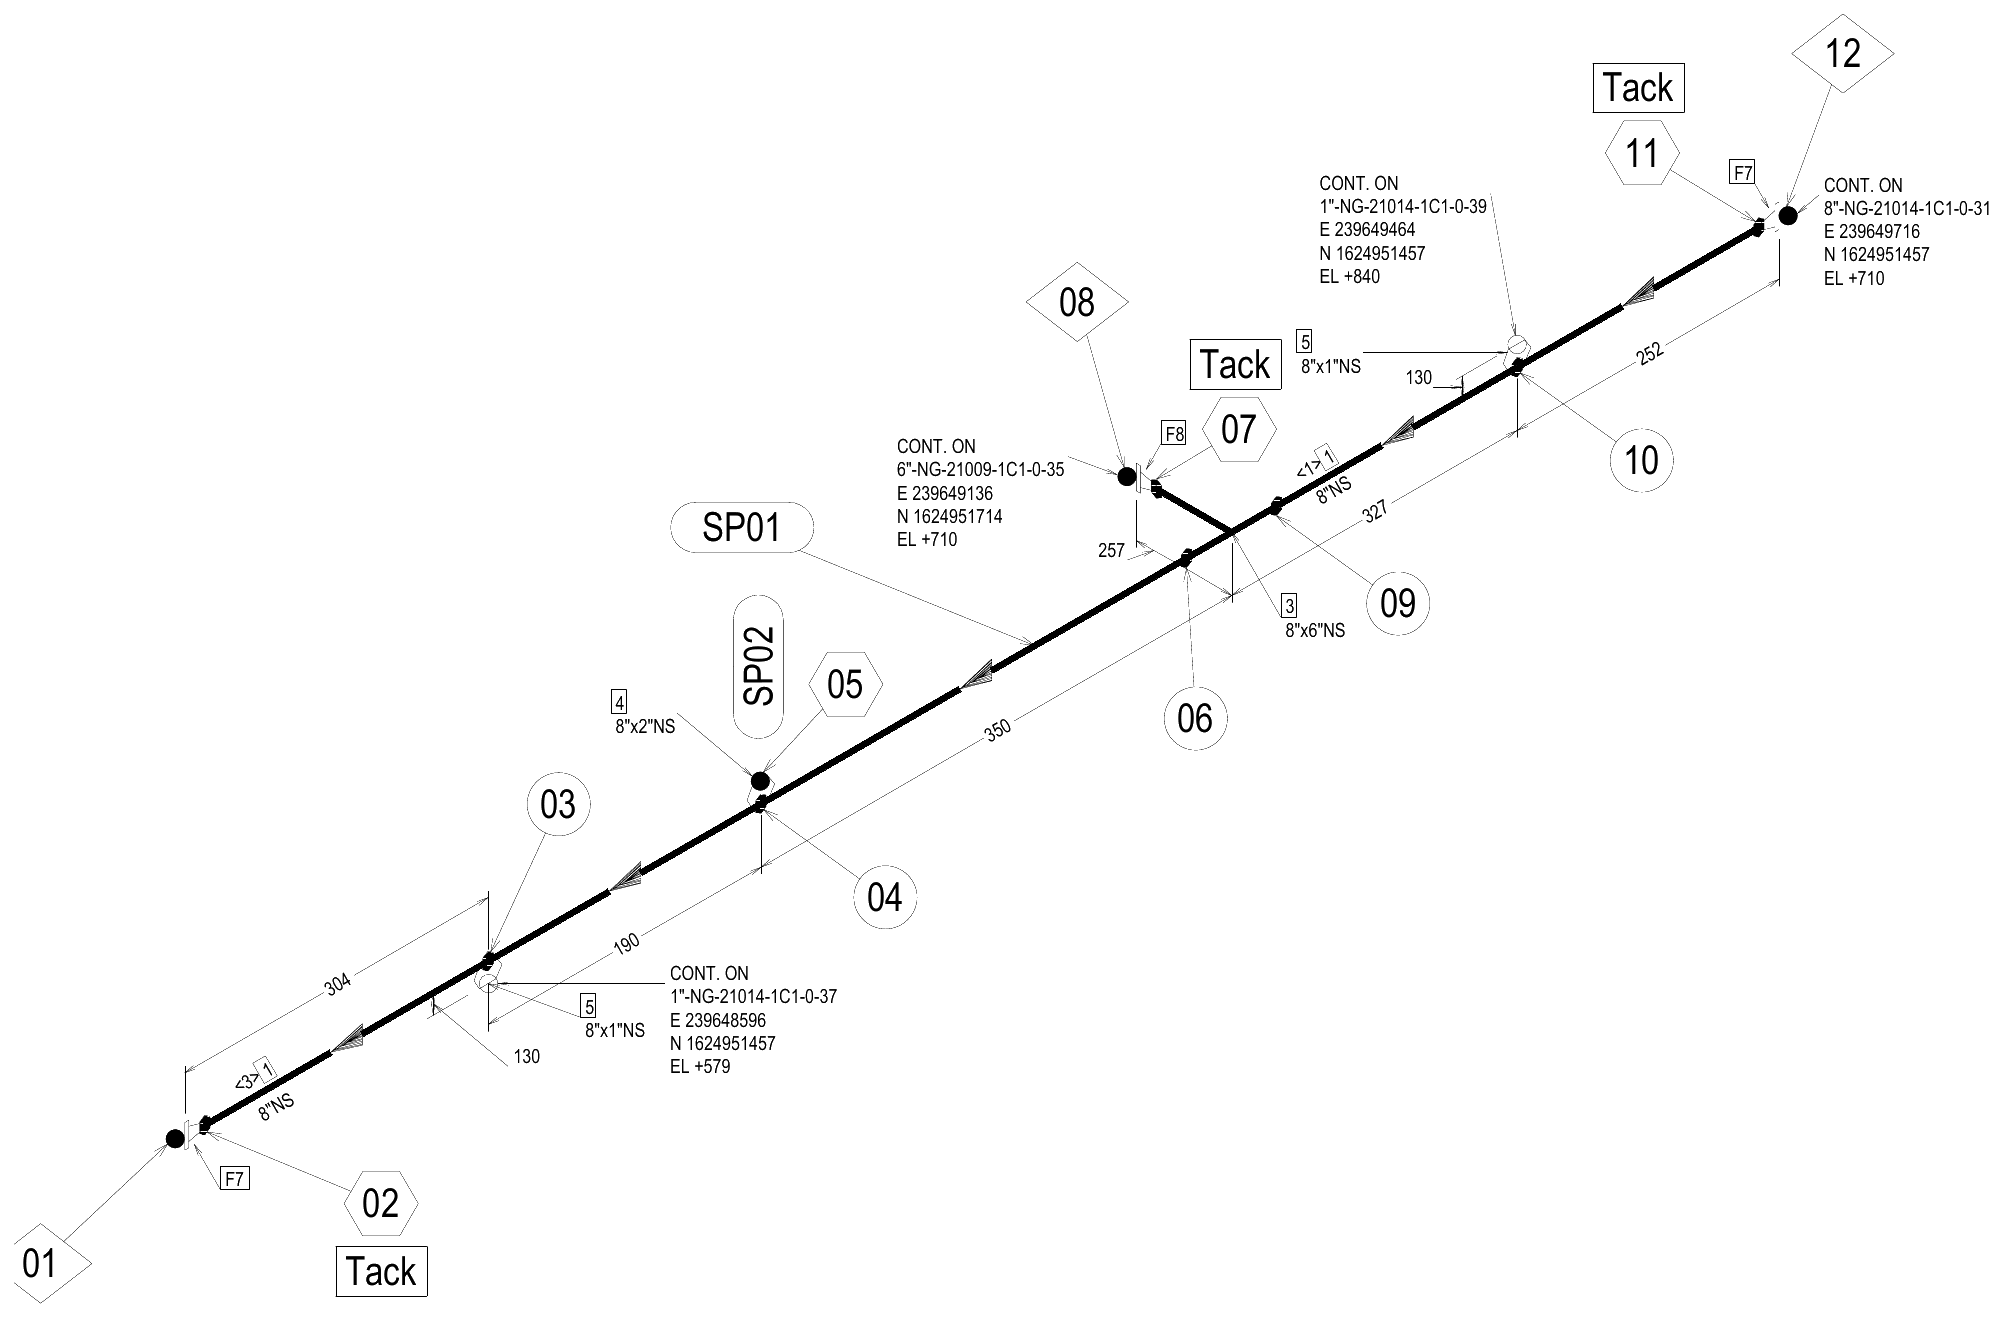 12
Tack
11
F7
CONT. ON
1"-NG-21014-1C1-0-39
E 239649464
N 1624951457
EL +840
CONT. ON
8"-NG-21014-1C1-0-31
E 239649716
N 1624951457
EL +710
08
Tack
5
8"x1"NS
130
252
07
F8
CONT. ON
6"-NG-21009-1C1-0-35
E 239649136
N 1624951714
EL +710
10
<1> 1
8"NS
327
SP01
257
09
3
8"x6"NS
SP02
05
4
8"x2"NS
06
350
03
04
190
304
CONT. ON
1"-NG-21014-1C1-0-37
E 239648596
N 1624951457
EL +579
5
8"x1"NS
130
<3> 1
8"NS
F7
02
01
Tack